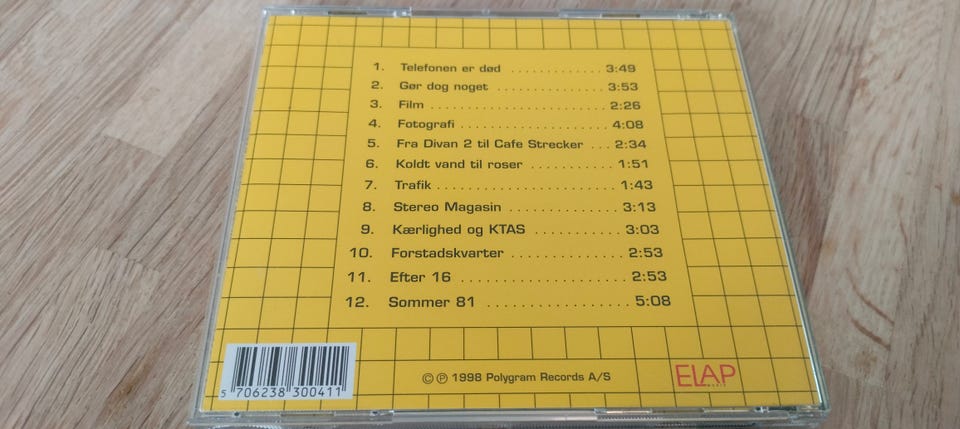 1. Telefonen er død .............. 3:49
2. Gør dog noget ................ 3:53
3. Film ......................... 2:26
4. Fotografi .................... 4:08
5. Fra Divan 2 til Cafe Strecker ... 2:34
6. Koldt vand til roser ............ 1:51
7. Trafik ....................... 1:43
8. Stereo Magasin ............... 3:13
9. Kærlighed og KTAS ............ 3:03
10. Forstadskvarter ............... 2:53
11. Efter 16 ..................... 2:53
12. Sommer 81 .................. 5:08
5 706238 300411
© ℗ 1998 Polygram Records A/S
ELAP
MUSIC